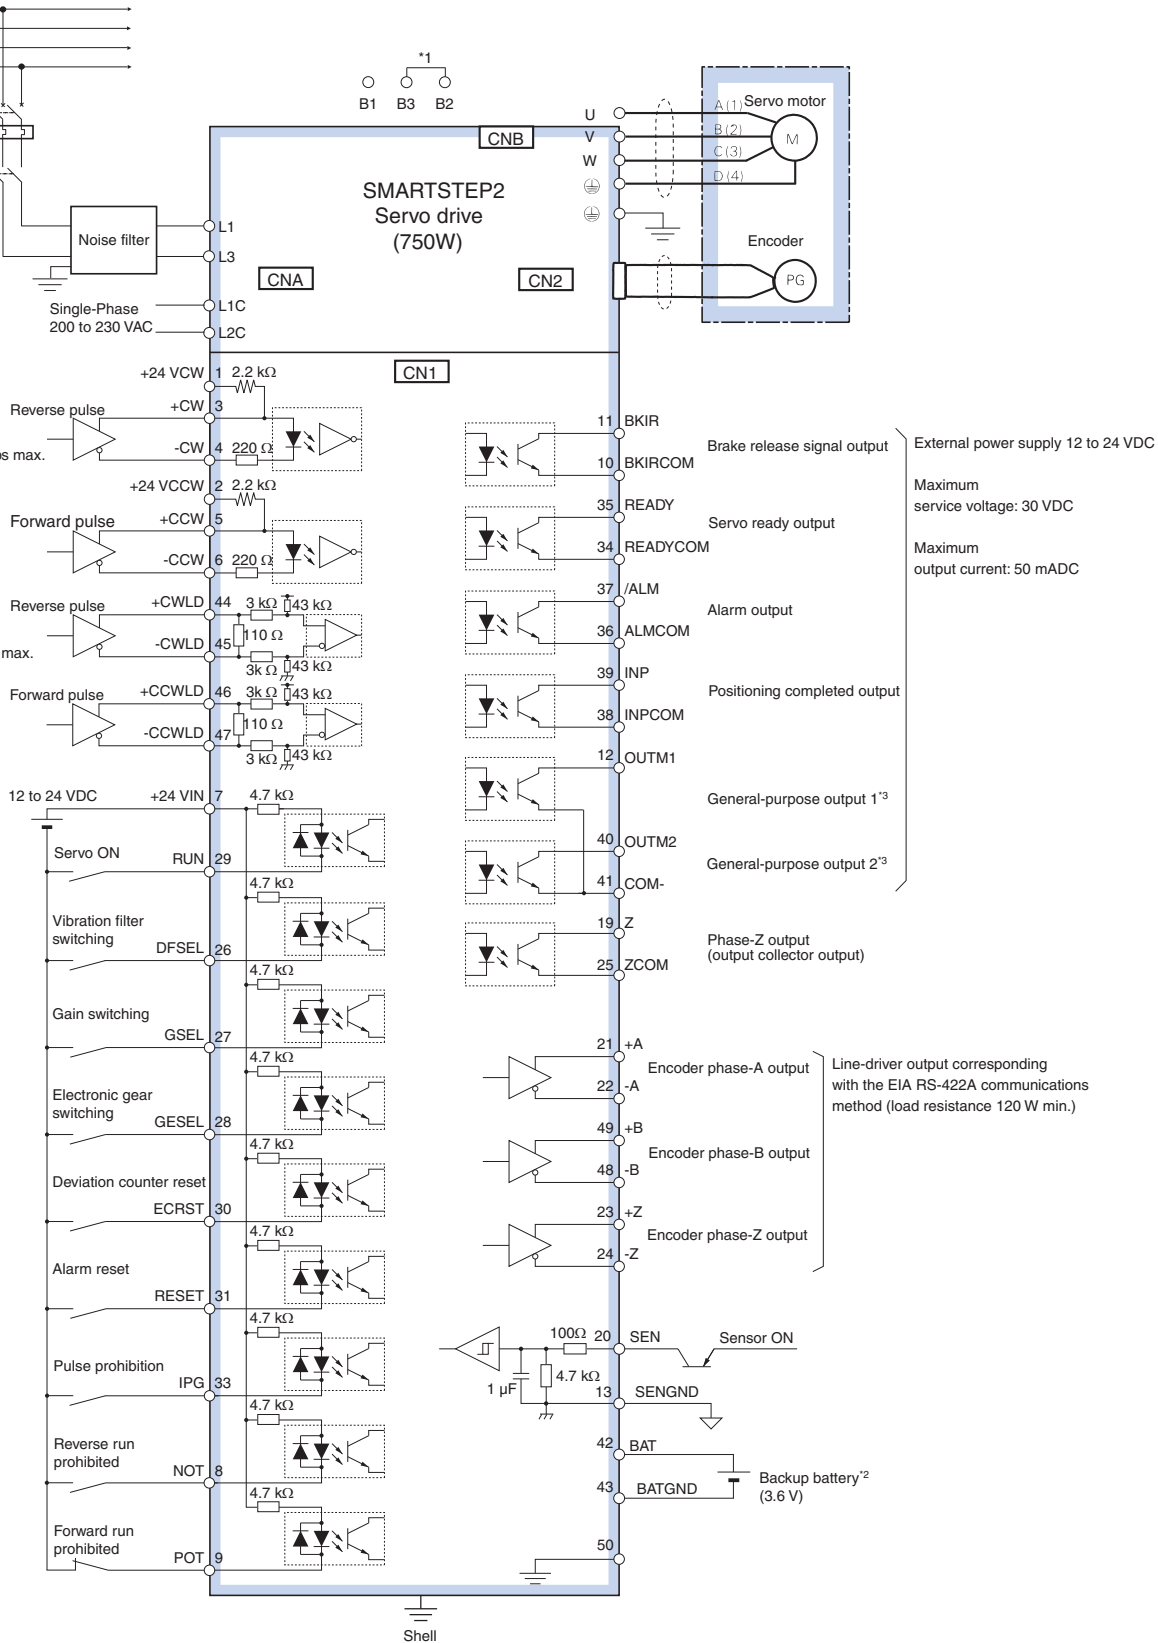 *1
B1 B3 B2
CNB
SMARTSTEP2
Servo drive
(750W)
U
V
W
A (1)
B (2)
C (3)
D (4)
Servo motor
M
Encoder
PG
CN2
CNA
Noise filter
L1
L3
Single-Phase
200 to 230 VAC
L1C
L2C
CN1
+24 VCW 1 2.2 kΩ
Reverse pulse
+CW 3
-CW 4 220 Ω
os max.
+24 VCCW 2 2.2 kΩ
Forward pulse
+CCW 5
-CCW 6 220 Ω
Reverse pulse
+CWLD 44 3 kΩ 43 kΩ
110 Ω
-CWLD 45
3k Ω 43 kΩ
max.
Forward pulse
+CCWLD 46 3k Ω 43 kΩ
110 Ω
-CCWLD 47
3 kΩ 43 kΩ
12 to 24 VDC
+24 VIN 7 4.7 kΩ
Servo ON
RUN 29
4.7 kΩ
Vibration filter
switching
DFSEL 26
4.7 kΩ
Gain switching
GSEL 27
4.7 kΩ
Electronic gear
switching
GESEL 28
4.7 kΩ
Deviation counter reset
ECRST 30
4.7 kΩ
Alarm reset
RESET 31
4.7 kΩ
Pulse prohibition
IPG 33
4.7 kΩ
Reverse run
prohibited
NOT 8
4.7 kΩ
Forward run
prohibited
POT 9
11 BKIR
Brake release signal output
10 BKIRCOM
35 READY
Servo ready output
34 READYCOM
37 /ALM
Alarm output
36 ALMCOM
39 INP
Positioning completed output
38 INPCOM
12 OUTM1
General-purpose output 1*3
40 OUTM2
General-purpose output 2*3
41 COM-
External power supply 12 to 24 VDC
Maximum
service voltage: 30 VDC
Maximum
output current: 50 mADC
19 Z
Phase-Z output
(output collector output)
25 ZCOM
21 +A
Encoder phase-A output
22 -A
49 +B
Encoder phase-B output
48 -B
23 +Z
Encoder phase-Z output
24 -Z
Line-driver output corresponding
with the EIA RS-422A communications
method (load resistance 120 W min.)
100Ω 20 SEN
Sensor ON
1 µF 4.7 kΩ
13 SENGND
42 BAT
Backup battery*2
(3.6 V)
43 BATGND
50
Shell